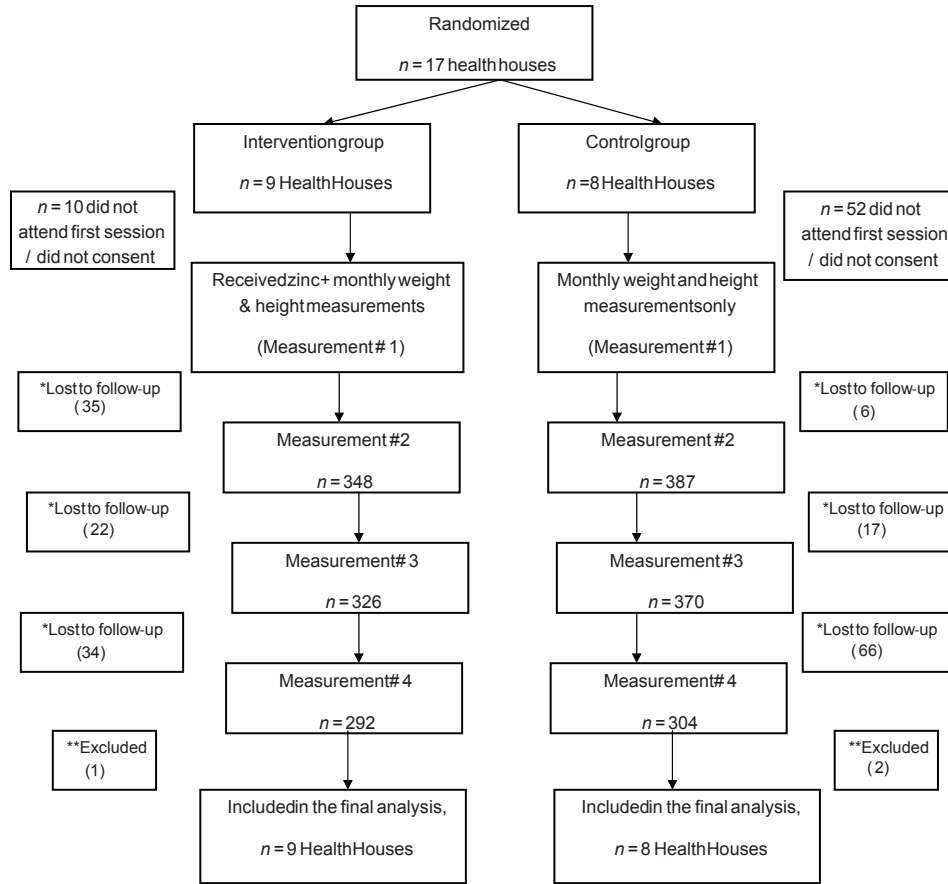 Randomized
n = 17 health houses
Intervention group
n = 9 Health Houses
Control group
n =8 Health Houses
n = 10 did not
attend first session
/ did not consent
n = 52 did not
attend first session
/ did not consent
Received zinc + monthly weight
& height measurements
(Measurement # 1)
Monthly weight and height
measurements only
(Measurement #1)
*Lost to follow-up
( 35)
*Lost to follow-up
( 6)
Measurement #2
n = 348
Measurement #2
n = 387
*Lost to follow-up
(22)
*Lost to follow-up
(17)
Measurement # 3
n = 326
Measurement #3
n = 370
*Lost to follow-up
(34)
*Lost to follow-up
(66)
Measurement # 4
n = 292
Measurement # 4
n = 304
**Excluded
(1)
**Excluded
( 2)
Included in the final analysis,
n = 9 Health Houses
Included in the final analysis,
n = 8 Health Houses